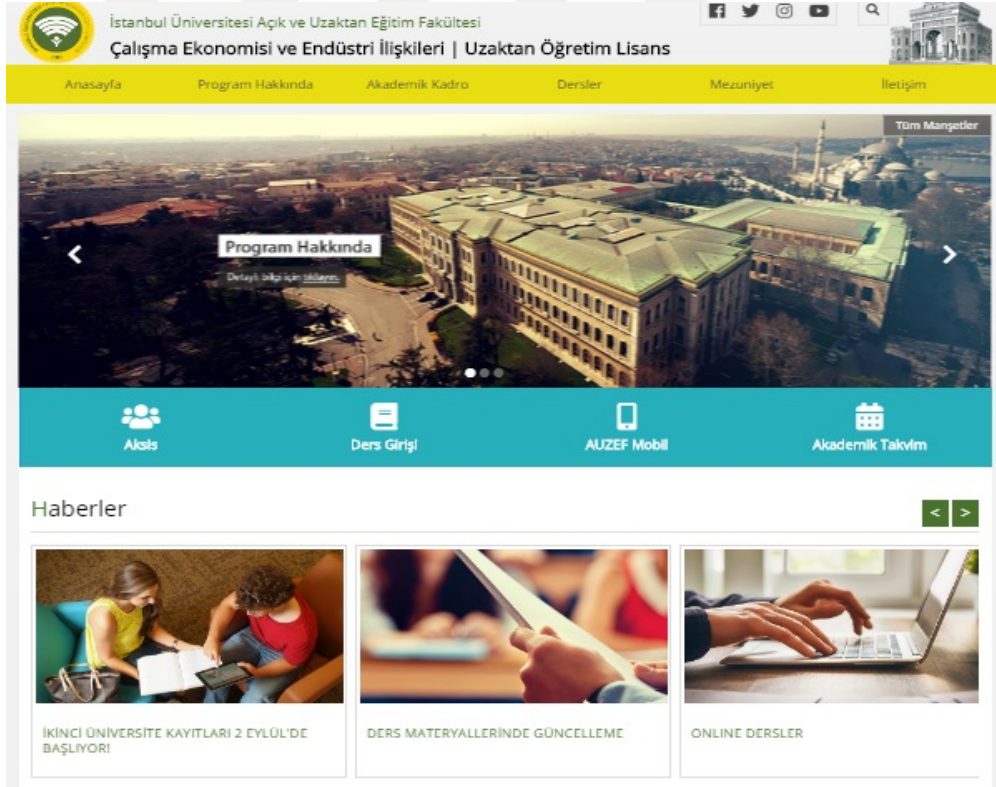 İstanbul Üniversitesi Açık ve Uzaktan Eğitim Fakültesi
Çalışma Ekonomisi ve Endüstri İlişkileri | Uzaktan Öğretim Lisans
Anasayfa Program Hakkında Akademik Kadro Dersler Mezuniyet İletişim
Tüm Manşetler
Program Hakkında
Detaylı bilgi için tıklayın.
Aksis Ders Girişi AUZEF Mobil Akademik Takvim
Haberler
< >
İKİNCİ ÜNİVERSİTE KAYITLARI 2 EYLÜL'DE
BAŞLIYOR!
DERS MATERYALLERİNDE GÜNCELLEME
ONLINE DERSLER